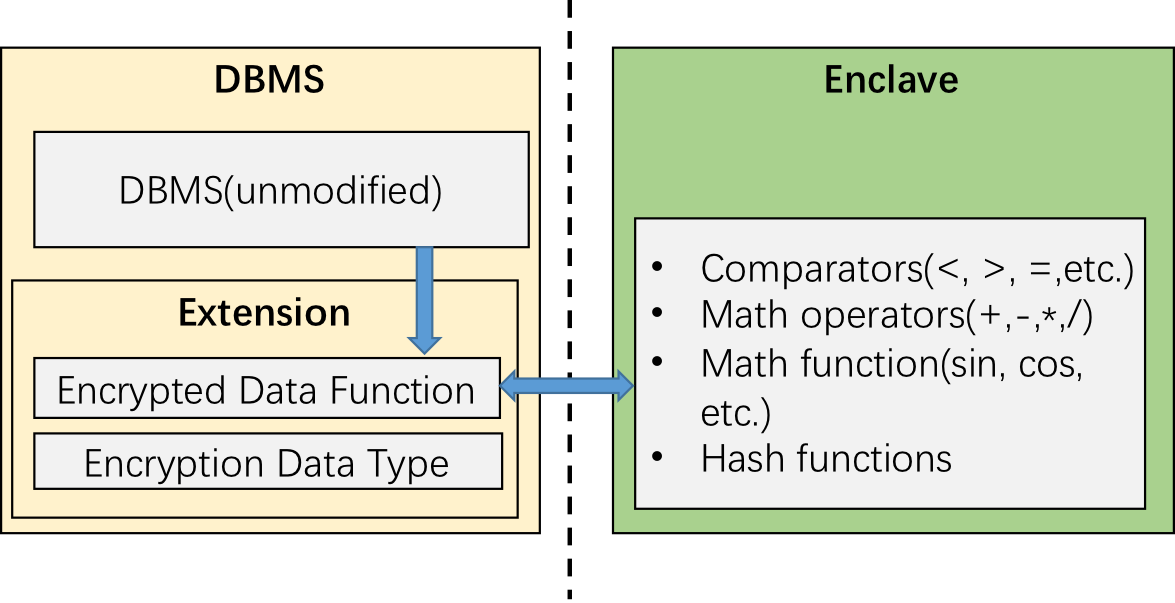 DBMS
DBMS(unmodified)
Extension
Encrypted Data Function
Encryption Data Type
Enclave
• Comparators(<, >, =,etc.)
• Math operators(+,-,*,/)
• Math function(sin, cos,
etc.)
• Hash functions